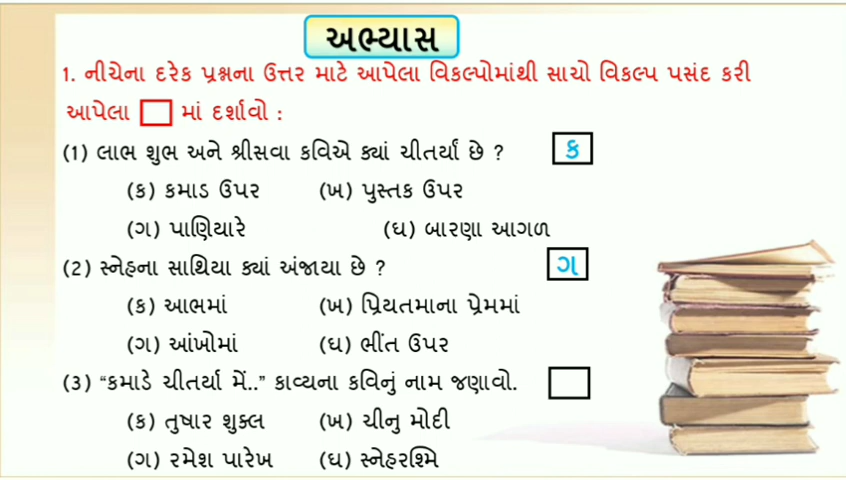 અભ્યાસ
1. નીચેના દરેક પ્રશ્નના ઉત્તર માટે આપેલા વિકલ્પોમાંથી સાચો વિકલ્પ પસંદ કરી
આપેલા માં દર્શાવો :
(1) લાભ શુભ અને શ્રીસવા કવિએ ક્યાં ચીતર્યાં છે ? ક
(ક) કમાડ ઉપર (ખ) પુસ્તક ઉપર
(ગ) પાણિયારે (ઘ) બારણા આગળ
(2) સ્નેહના સાથિયા ક્યાં અંજાયા છે ? ગ
(ક) આભમાં (ખ) પ્રિયતમાના પ્રેમમાં
(ગ) આંખોમાં (ઘ) ભીંત ઉપર
(3) “કમાડે ચીતર્યા મેં..” કાવ્યના કવિનું નામ જણાવો.
(ક) તુષાર શુક્લ (ખ) ચીનુ મોદી
(ગ) રમેશ પારેખ (ઘ) સ્નેહરશ્મિ